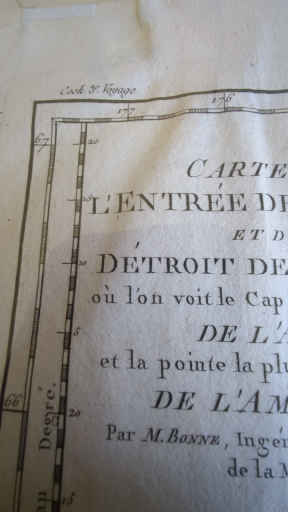 Cook 3e. Voyage
177
176
67
20
CARTE
L'ENTRÉE DE
ET D
DÉTROIT DE
où l'on voit le Cap
5
DE L'A
et la pointe la plu
DE L'AM
66
20
Degré.
Par M. BONNE, Ingén
de la M
15